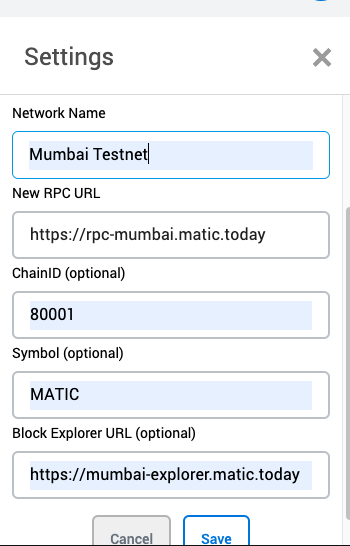 Settings
Network Name
Mumbai Testnet
New RPC URL
https://rpc-mumbai.matic.today
ChainID (optional)
80001
Symbol (optional)
MATIC
Block Explorer URL (optional)
https://mumbai-explorer.matic.today
Cancel Save